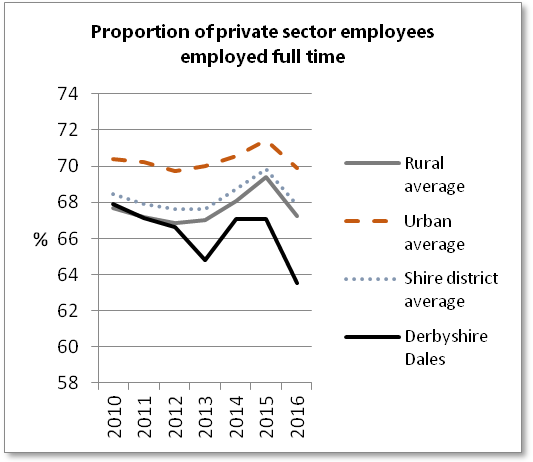 Proportion of private sector employees
employed full time
74
72
70
68
66
64
62
60
58
%
2010
2011
2012
2013
2014
2015
2016
Rural
average
Urban
average
Shire district
average
Derbyshire
Dales